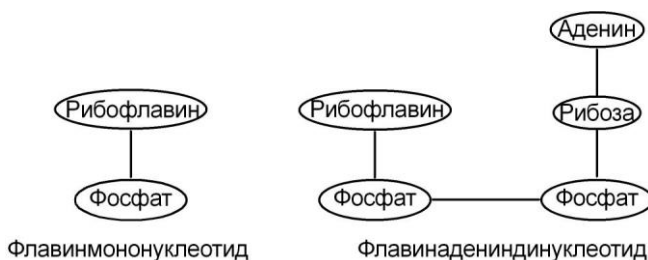 Аденин
Рибофлавин Рибофлавин Рибоза
Фосфат Фосфат Фосфат
Флавинмононуклеотид Флавинадениндинуклеотид